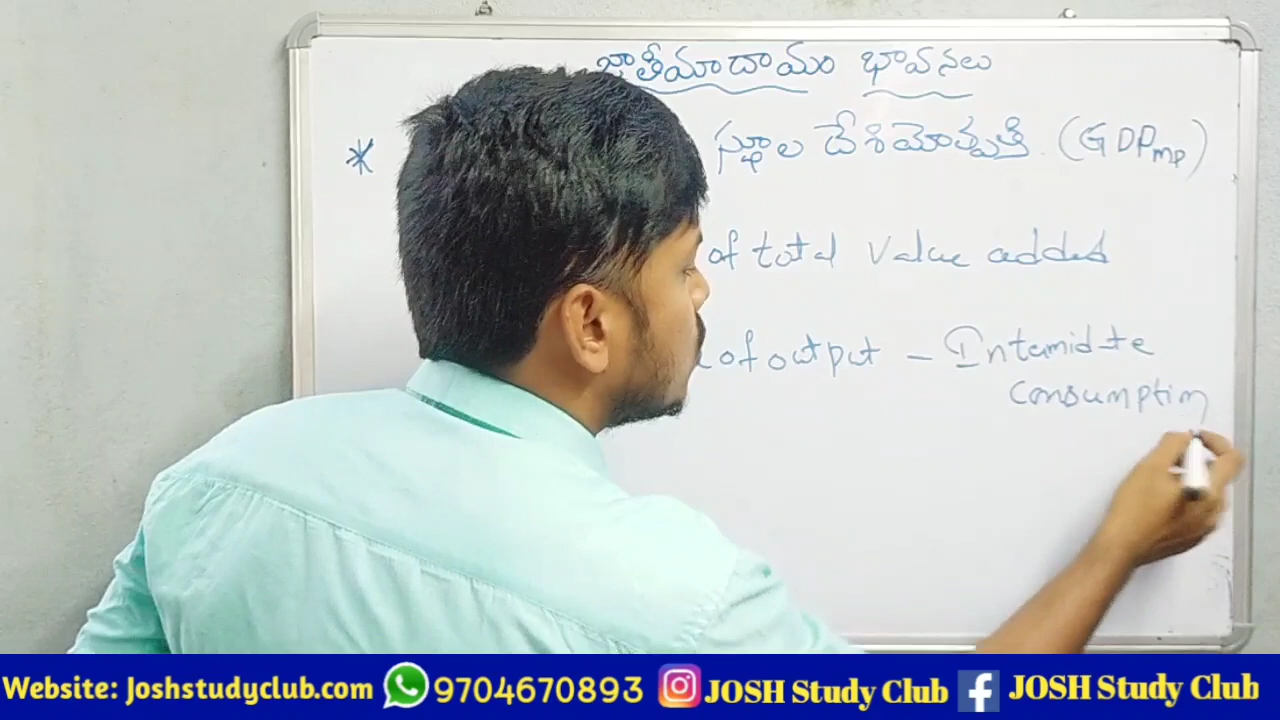 జాతీయాదాయం భావనలు
* స్థూల దేశియోత్పత్తి (GDPMP)
of total value added
of output - Intemidte
consumption
Website: Joshstudyclub.com 9704670893 JOSH Study Club JOSH Study Club